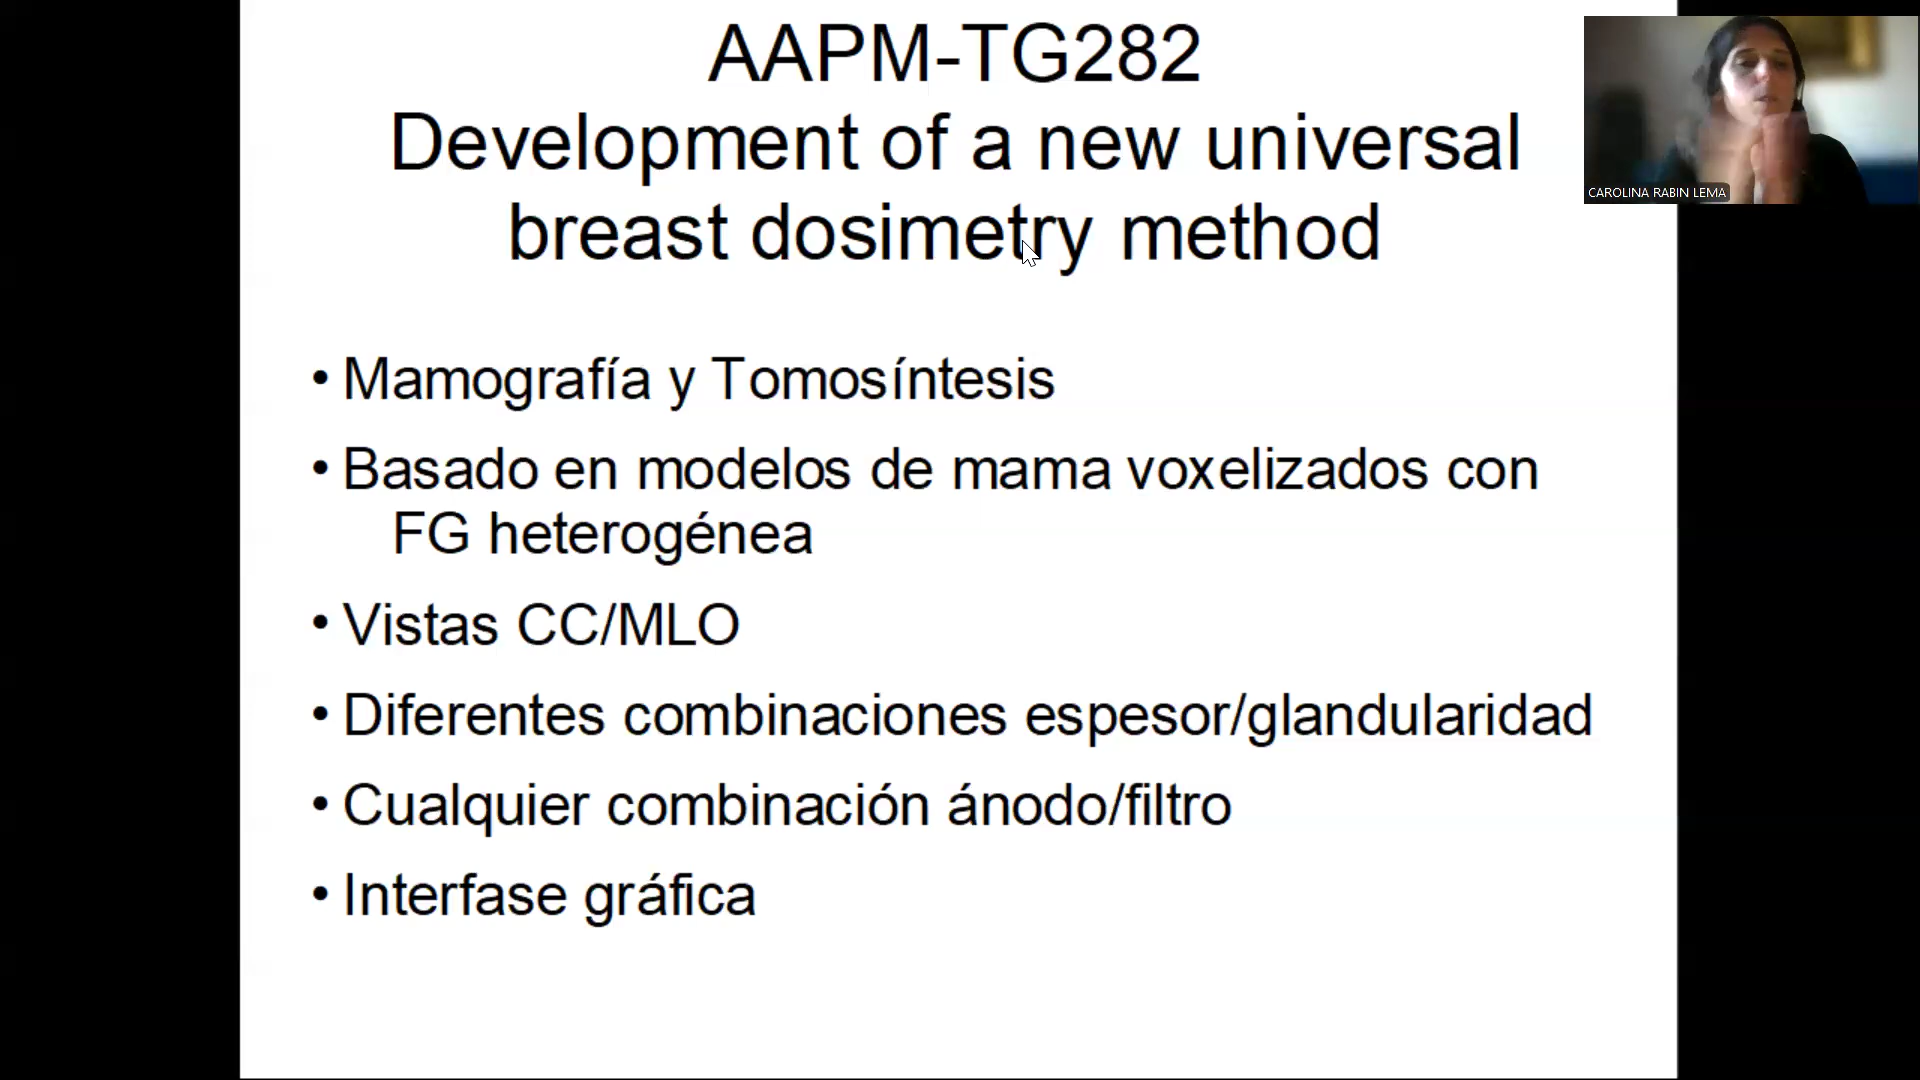 AAPM-TG282
Development of a new universal
breast dosimetry method
CAROLINA RABIN LEMA
• Mamografía y Tomosíntesis
• Basado en modelos de mama voxelizados con
FG heterogénea
• Vistas CC/MLO
• Diferentes combinaciones espesor/glandularidad
• Cualquier combinación ánodo/filtro
• Interfase gráfica